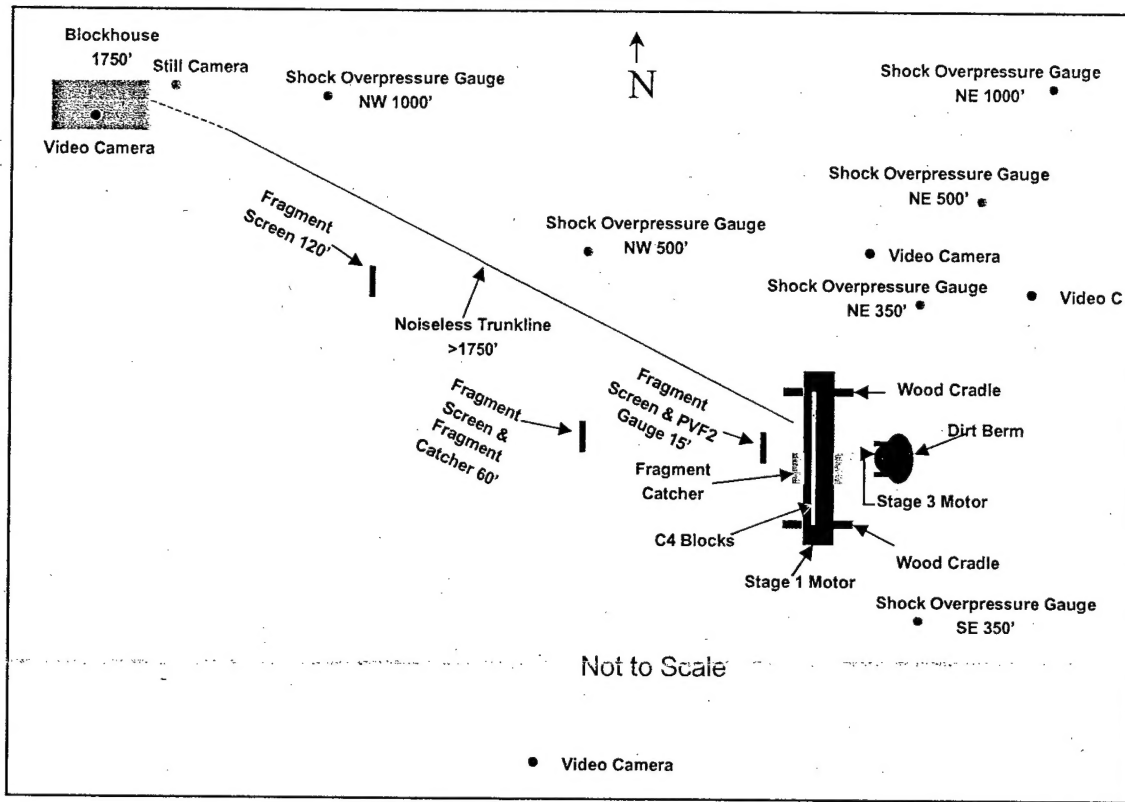 Blockhouse
1750'
Still Camera
Video Camera
Shock Overpressure Gauge
NW 1000'
N
Shock Overpressure Gauge
NE 1000'
Shock Overpressure Gauge
NE 500'
Fragment
Screen 120'
Shock Overpressure Gauge
NW 500'
Video Camera
Shock Overpressure Gauge
NE 350'
Video C
Noiseless Trunkline
>1750'
Fragment
Screen &
Fragment
Catcher 60'
Fragment
Screen & PVF2
Gauge 15'
Wood Cradle
Dirt Berm
Fragment
Catcher
Stage 3 Motor
C4 Blocks
Wood Cradle
Stage 1 Motor
Shock Overpressure Gauge
SE 350'
Not to Scale
Video Camera